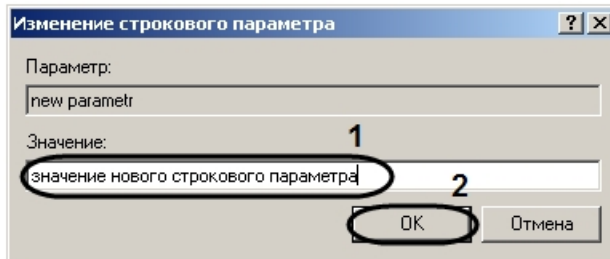 Изменение строкового параметра
Параметр:
new parametr
Значение:
1
значение нового строкового параметра
2
OK
Отмена